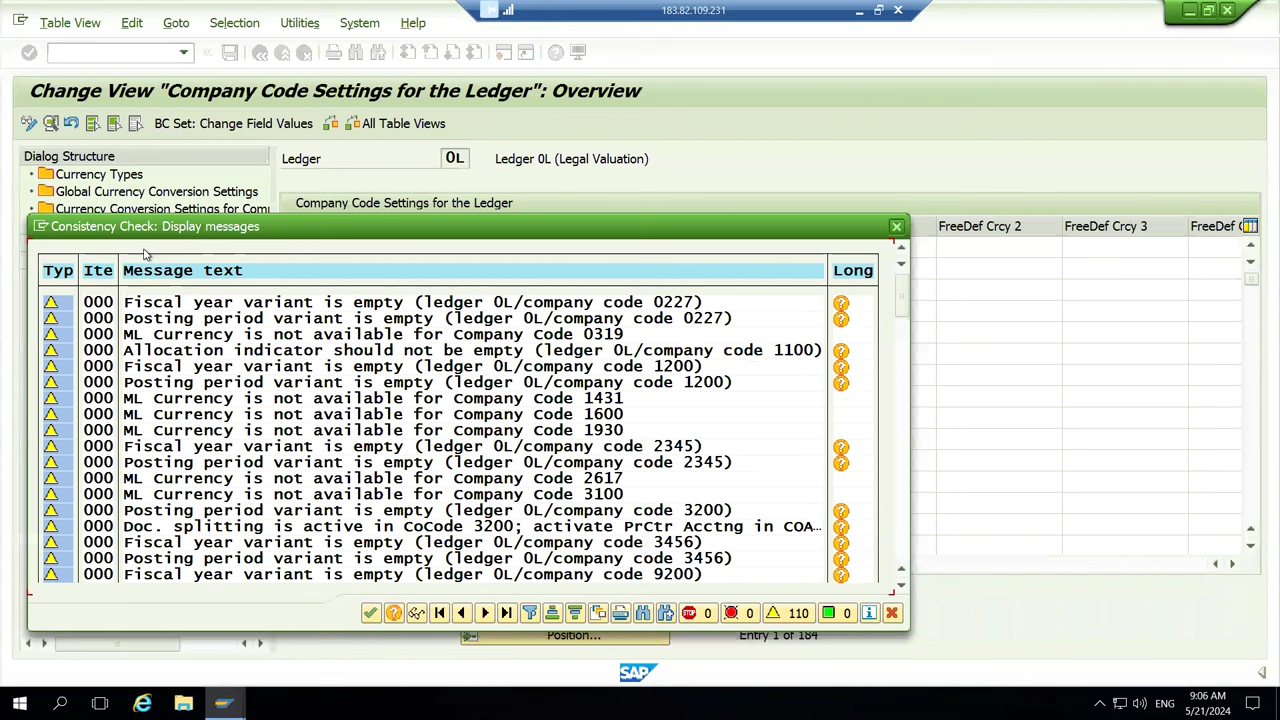 183.82.109.231
Table View Edit Goto Selection Utilities System Help
Change View "Company Code Settings for the Ledger": Overview
BC Set: Change Field Values All Table Views
Dialog Structure
Currency Types
Global Currency Conversion Settings
Currency Conversion Settings for Com
Ledger 0L Ledger 0L (Legal Valuation)
Company Code Settings for the Ledger
FreeDef Crcy 2 FreeDef Crcy 3 FreeDef
Consistency Check: Display messages
Typ Ite Message text Long
000 Fiscal year variant is empty (ledger 0L/company code 0227)
000 Posting period variant is empty (ledger 0L/company code 0227)
000 ML Currency is not available for Company Code 0319
000 Allocation indicator should not be empty (ledger 0L/company code 1100)
000 Fiscal year variant is empty (ledger 0L/company code 1200)
000 Posting period variant is empty (ledger 0L/company code 1200)
000 ML Currency is not available for Company Code 1431
000 ML Currency is not available for Company Code 1600
000 ML Currency is not available for Company Code 1930
000 Fiscal year variant is empty (ledger 0L/company code 2345)
000 Posting period variant is empty (ledger 0L/company code 2345)
000 ML Currency is not available for Company Code 2617
000 ML Currency is not available for Company Code 3100
000 Posting period variant is empty (ledger 0L/company code 3200)
000 Doc. splitting is active in CoCode 3200; activate PrCtr Acctng in COA…
000 Fiscal year variant is empty (ledger 0L/company code 3456)
000 Posting period variant is empty (ledger 0L/company code 3456)
000 Fiscal year variant is empty (ledger 0L/company code 9200)
STOP 0 0 110 0
Position... Entry 1 of 184
SAP
ENG
9:06 AM
5/21/2024